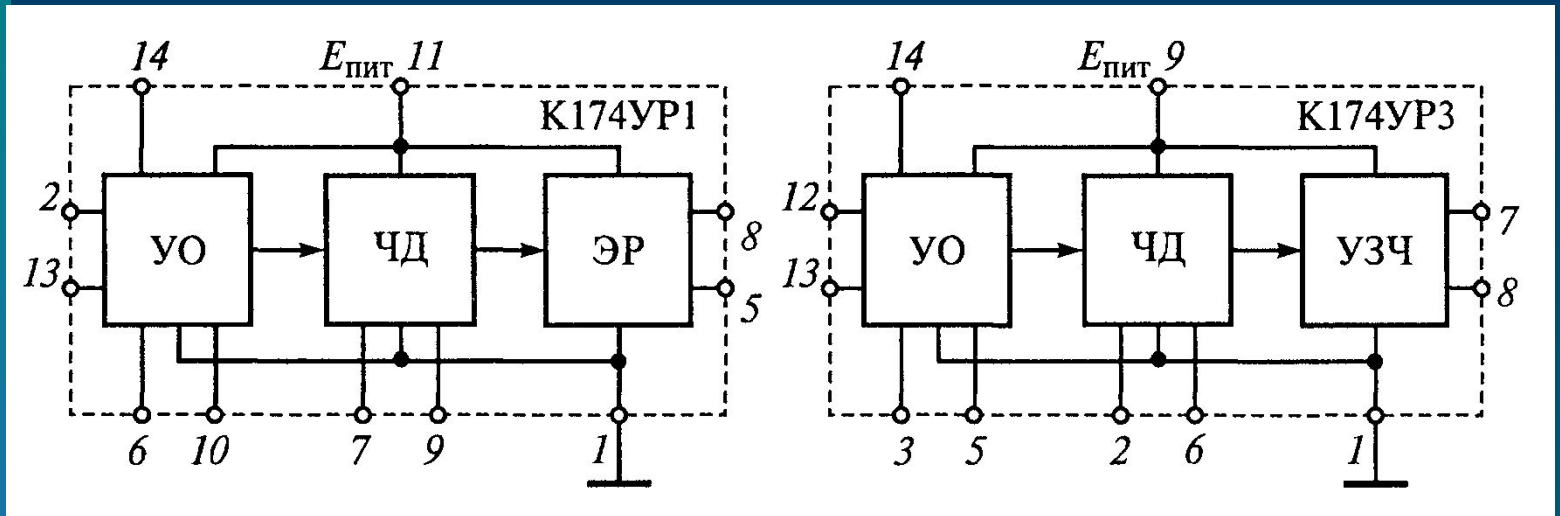 14 Eпит 11 14 Eпит 9
К174УР1 К174УР3
2 УО ЧД ЭР 8 12 УО ЧД УЗЧ 7
13 5 13 8
6 10 7 9 1 3 5 2 6 1